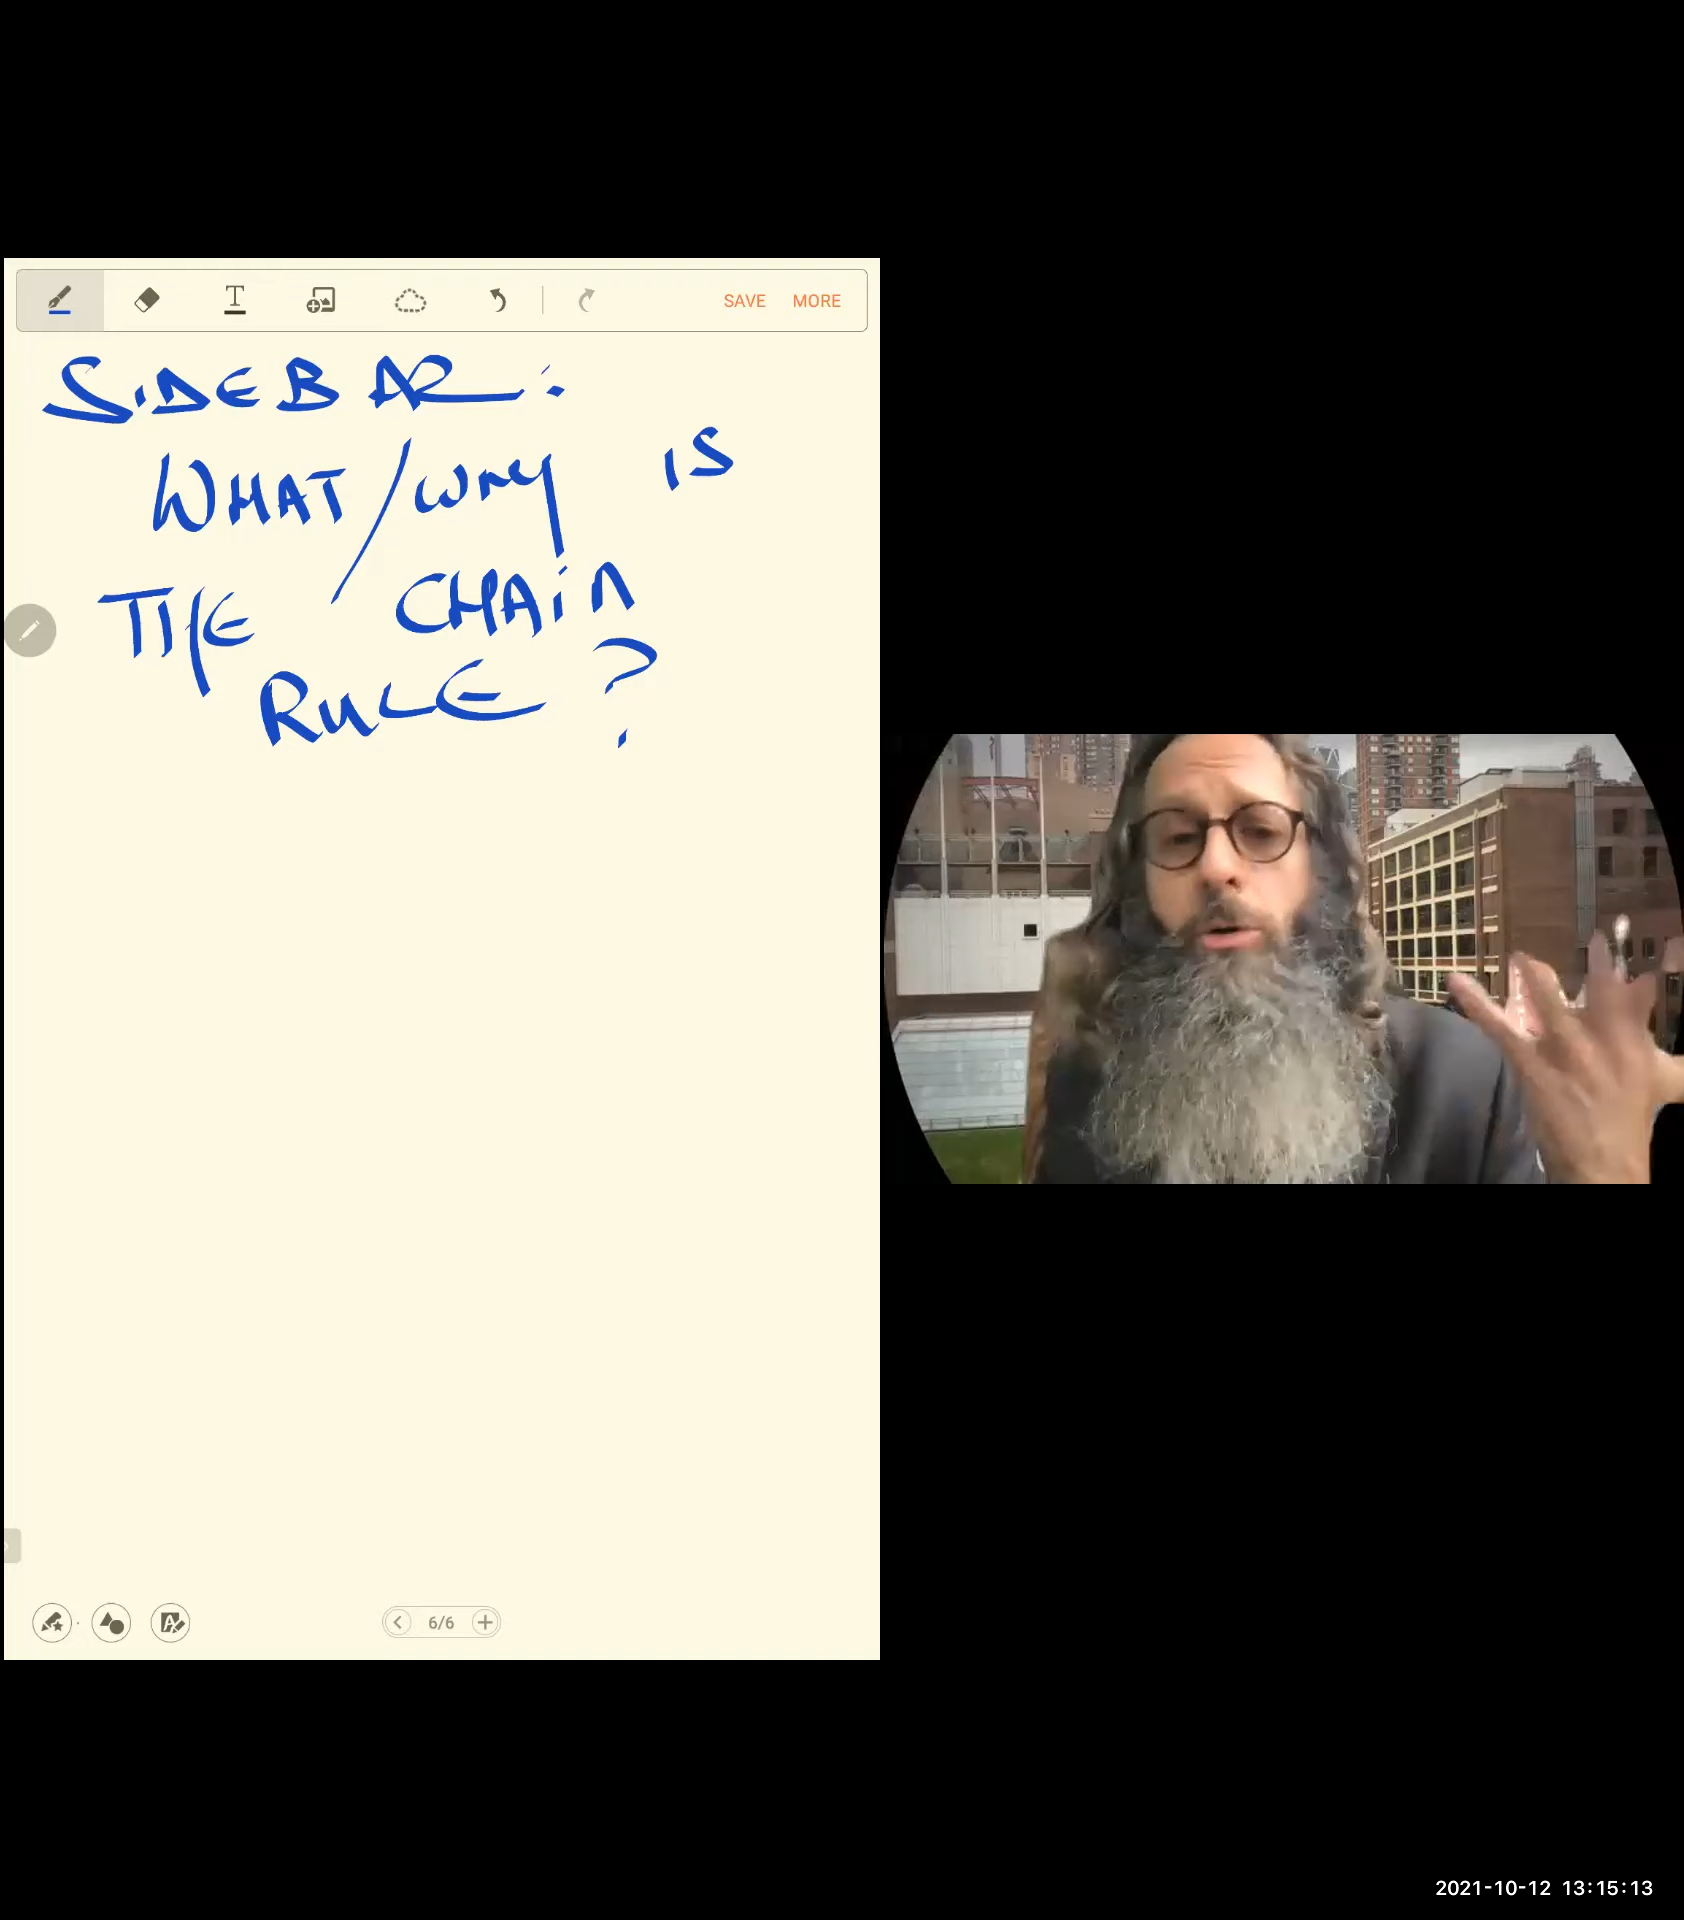 T SAVE MORE
SIDEBAR:
WHAT/WHY IS
THE CHAIN
RULE?
6/6
2021-10-12 13:15:13